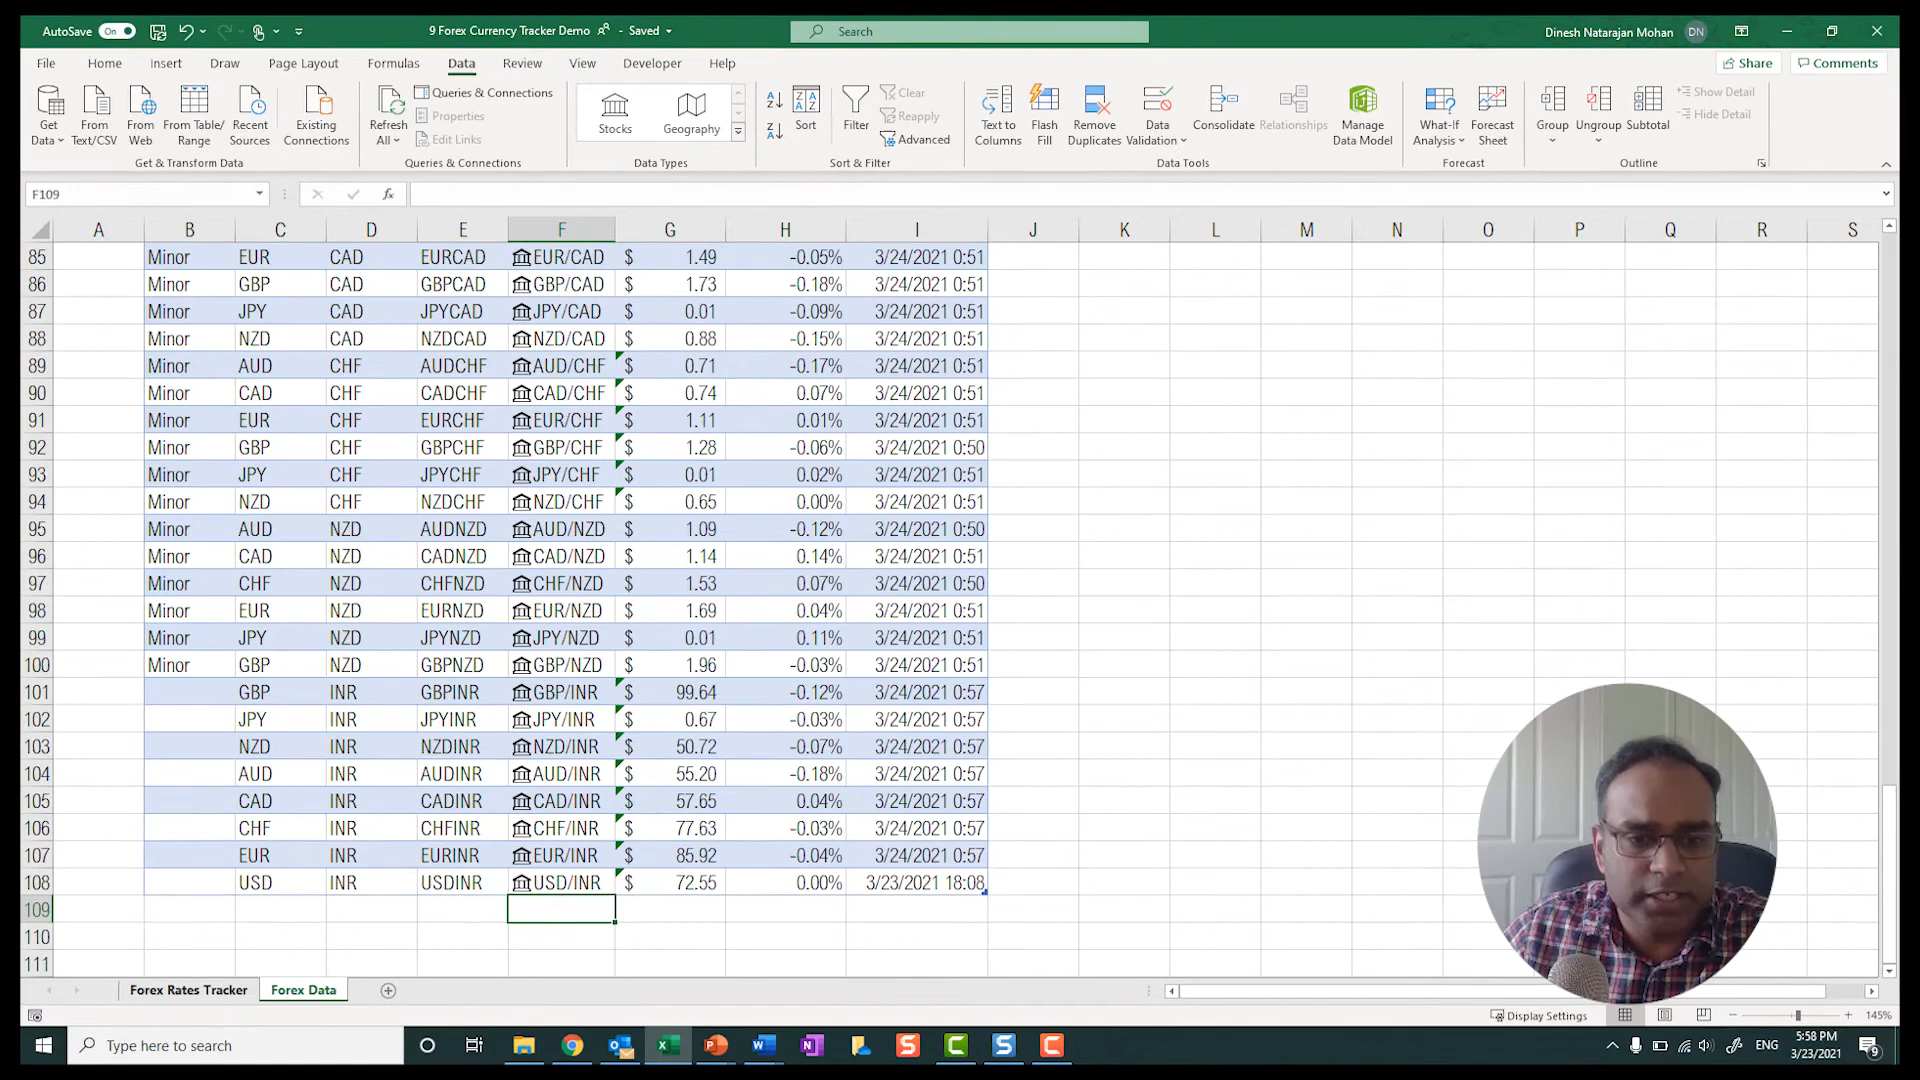 AutoSave On 9 Forex Currency Tracker Demo - Saved Search Dinesh Natarajan Mohan DN
File Home Insert Draw Page Layout Formulas Data Review View Developer Help Share Comments
Get Data From Text/CSV From Web From Table/Range Recent Sources Existing Connections
Refresh All Queries & Connections Properties Edit Links
Stocks Geography
Sort Filter Clear Reapply Advanced
Text to Columns Flash Fill Remove Duplicates Data Validation Consolidate Relationships Manage Data Model
What-If Analysis Forecast Sheet Group Ungroup Subtotal Show Detail Hide Detail
Get & Transform Data Queries & Connections Data Types Sort & Filter Data Tools Forecast Outline
F109 fx
A B C D E F G H I J K L M N O P Q R S
85 Minor EUR CAD EURCAD EUR/CAD $ 1.49 -0.05% 3/24/2021 0:51
86 Minor GBP CAD GBPCAD GBP/CAD $ 1.73 -0.18% 3/24/2021 0:51
87 Minor JPY CAD JPYCAD JPY/CAD $ 0.01 -0.09% 3/24/2021 0:51
88 Minor NZD CAD NZDCAD NZD/CAD $ 0.88 -0.15% 3/24/2021 0:51
89 Minor AUD CHF AUDCHF AUD/CHF $ 0.71 -0.17% 3/24/2021 0:51
90 Minor CAD CHF CADCHF CAD/CHF $ 0.74 0.07% 3/24/2021 0:51
91 Minor EUR CHF EURCHF EUR/CHF $ 1.11 0.01% 3/24/2021 0:51
92 Minor GBP CHF GBPCHF GBP/CHF $ 1.28 -0.06% 3/24/2021 0:50
93 Minor JPY CHF JPYCHF JPY/CHF $ 0.01 0.02% 3/24/2021 0:51
94 Minor NZD CHF NZDCHF NZD/CHF $ 0.65 0.00% 3/24/2021 0:51
95 Minor AUD NZD AUDNZD AUD/NZD $ 1.09 -0.12% 3/24/2021 0:50
96 Minor CAD NZD CADNZD CAD/NZD $ 1.14 0.14% 3/24/2021 0:51
97 Minor CHF NZD CHFNZD CHF/NZD $ 1.53 0.07% 3/24/2021 0:50
98 Minor EUR NZD EURNZD EUR/NZD $ 1.69 0.04% 3/24/2021 0:51
99 Minor JPY NZD JPYNZD JPY/NZD $ 0.01 0.11% 3/24/2021 0:51
100 Minor GBP NZD GBPNZD GBP/NZD $ 1.96 -0.03% 3/24/2021 0:51
101 GBP INR GBPINR GBP/INR $ 99.64 -0.12% 3/24/2021 0:57
102 JPY INR JPYINR JPY/INR $ 0.67 -0.03% 3/24/2021 0:57
103 NZD INR NZDINR NZD/INR $ 50.72 -0.07% 3/24/2021 0:57
104 AUD INR AUDINR AUD/INR $ 55.20 -0.18% 3/24/2021 0:57
105 CAD INR CADINR CAD/INR $ 57.65 0.04% 3/24/2021 0:57
106 CHF INR CHFINR CHF/INR $ 77.63 -0.03% 3/24/2021 0:57
107 EUR INR EURINR EUR/INR $ 85.92 -0.04% 3/24/2021 0:57
108 USD INR USDINR USD/INR $ 72.55 0.00% 3/23/2021 18:08
109
110
111
Forex Rates Tracker Forex Data
Display Settings 145%
Type here to search ENG 5:58 PM
3/23/2021 9